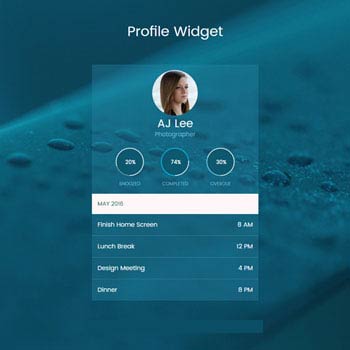 Profile Widget
AJ Lee
Photographer
20%
74%
30%
SNOOZED
COMPLETED
OVERDUE
MAY 2016
Finish Home Screen
8 AM
Lunch Break
12 PM
Design Meeting
4 PM
Dinner
8 PM